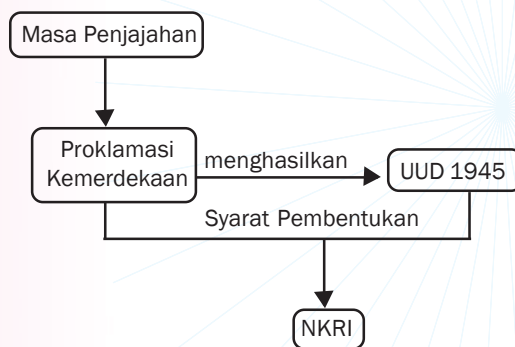 Masa Penjajahan
Proklamasi
Kemerdekaan
menghasilkan
UUD 1945
Syarat Pembentukan
NKRI